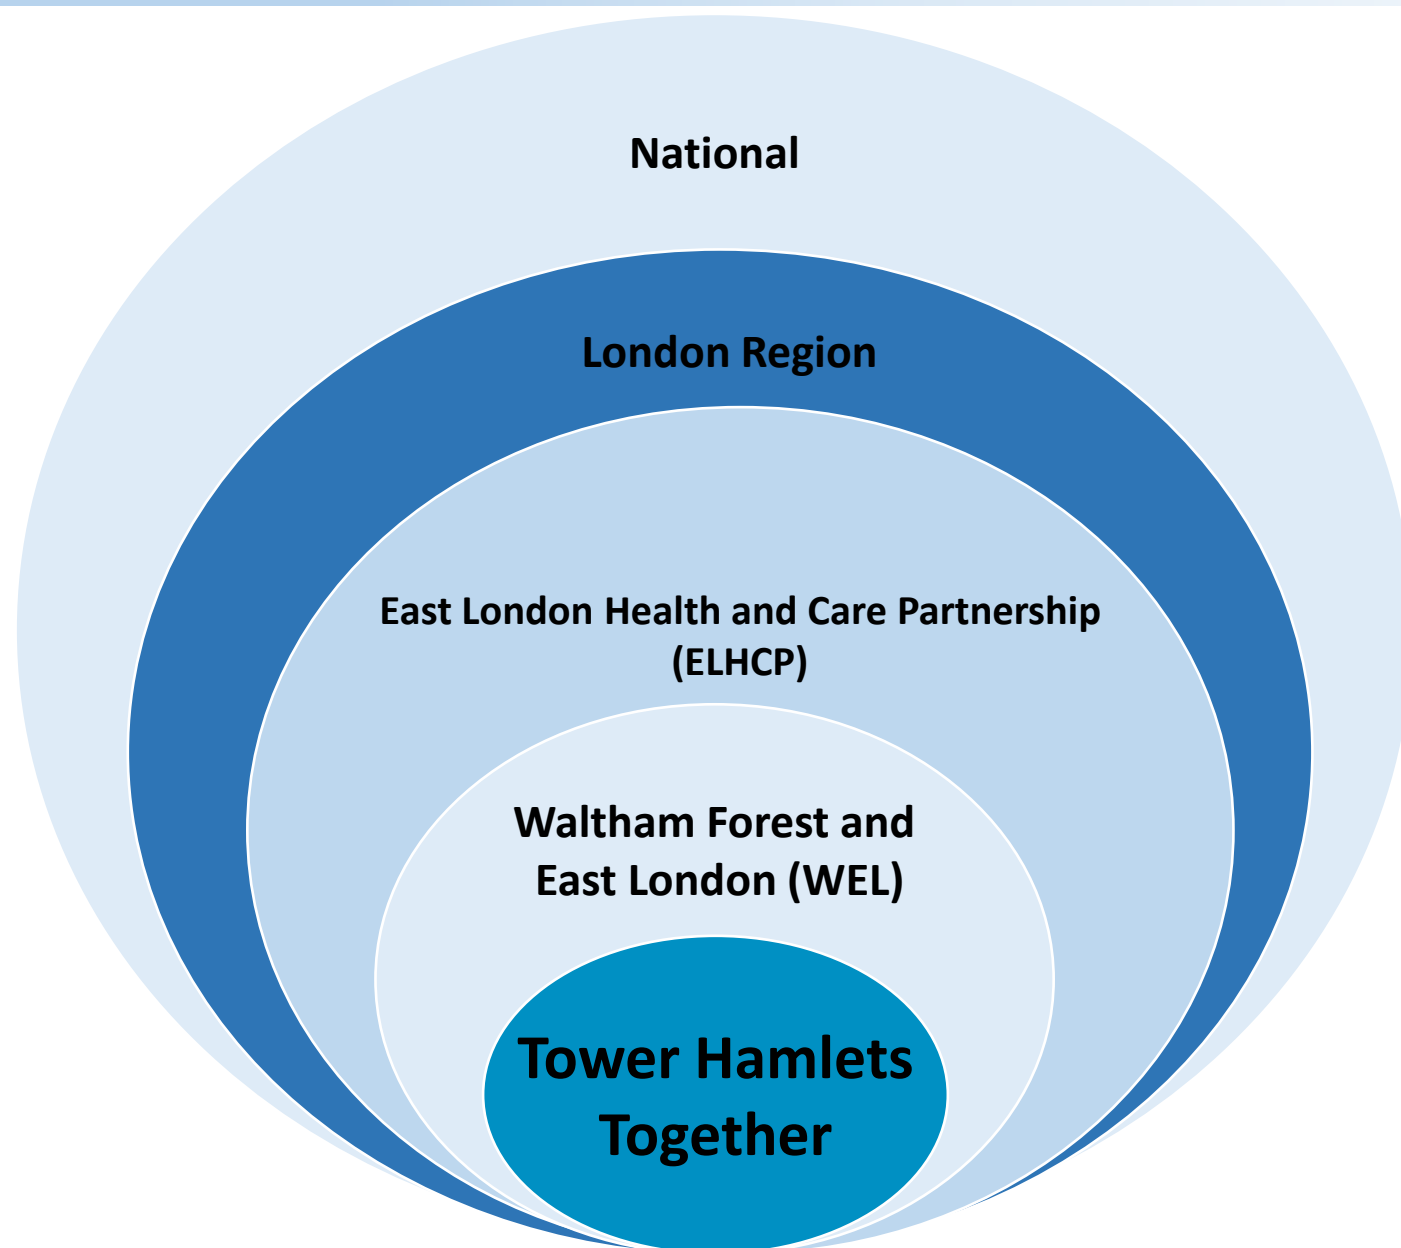 National
London Region
East London Health and Care Partnership
(ELHCP)
Waltham Forest and
East London (WEL)
Tower Hamlets
Together